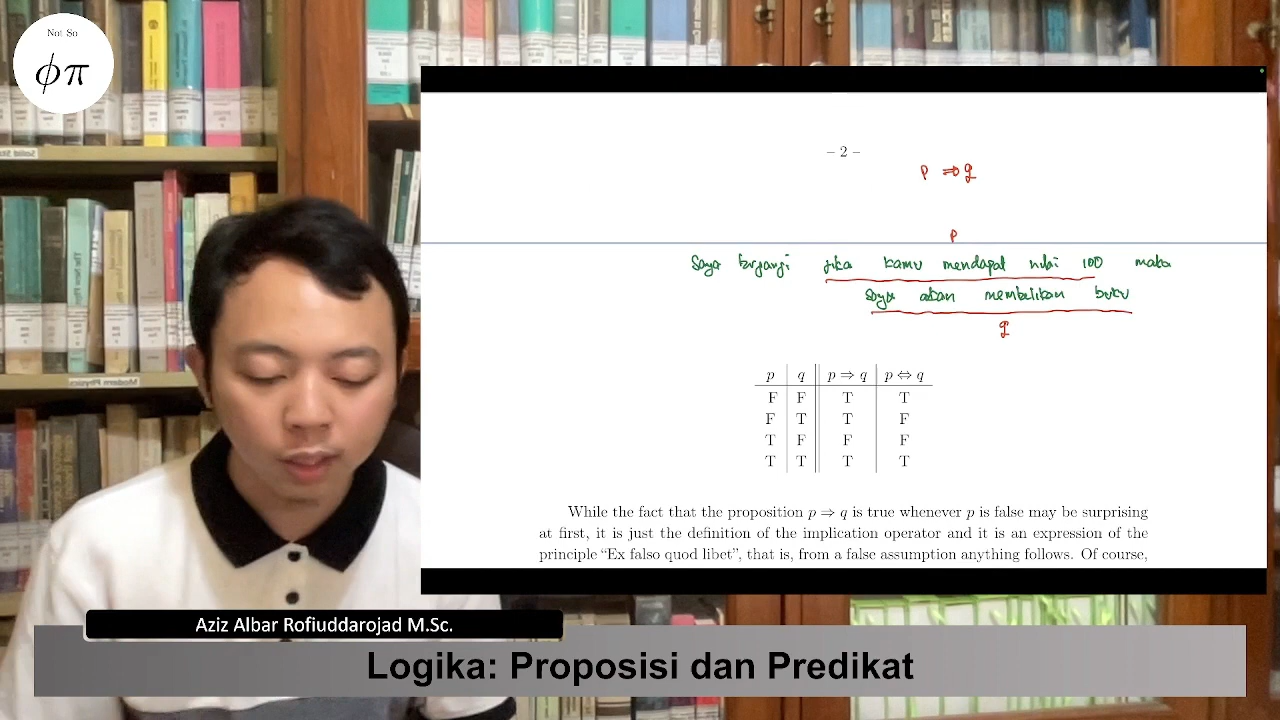 Not So
ϕπ
– 2 –
p ⇒ q
p
Saya berjanji jika kamu mendapat nilai 100 maka
saya akan membelikan buku
q
p q p ⇒ q p ⇔ q
F F T T
F T T F
T F F F
T T T T
While the fact that the proposition p ⇒ q is true whenever p is false may be surprising
at first, it is just the definition of the implication operator and it is an expression of the
principle “Ex falso quod libet”, that is, from a false assumption anything follows. Of course,
Aziz Albar Rofiuddarojad M.Sc.
Logika: Proposisi dan Predikat